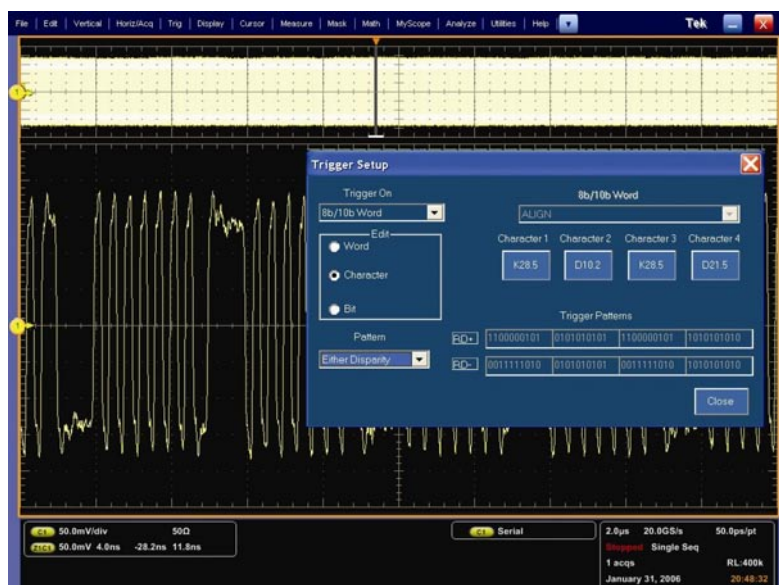 File | Edit | Vertical | Horiz/Acq | Trig | Display | Cursor | Measure | Mask | Math | MyScope | Analyze | Utilities | Help
Tek
X
1
Trigger Setup
Trigger On
8b/10b Word
8b/10b Word
ALIGN
Edit
Word
Character
Bit
Character 1 Character 2 Character 3 Character 4
K28.5 D10.2 K28.5 D21.5
1
Trigger Patterns
Pattern
Either Disparity
RD+ 1100000101 0101010101 1100000101 1010101010
RD- 0011111010 0101010101 0011111010 1010101010
Close
C1 50.0mV/div 50Ω
Z1C1 50.0mV 4.0ns -28.2ns 11.8ns
C1 Serial
2.0µs 20.0GS/s 50.0ps/pt
Stopped Single Seq
1 acqs RL:400k
January 31, 2006 20:48:32